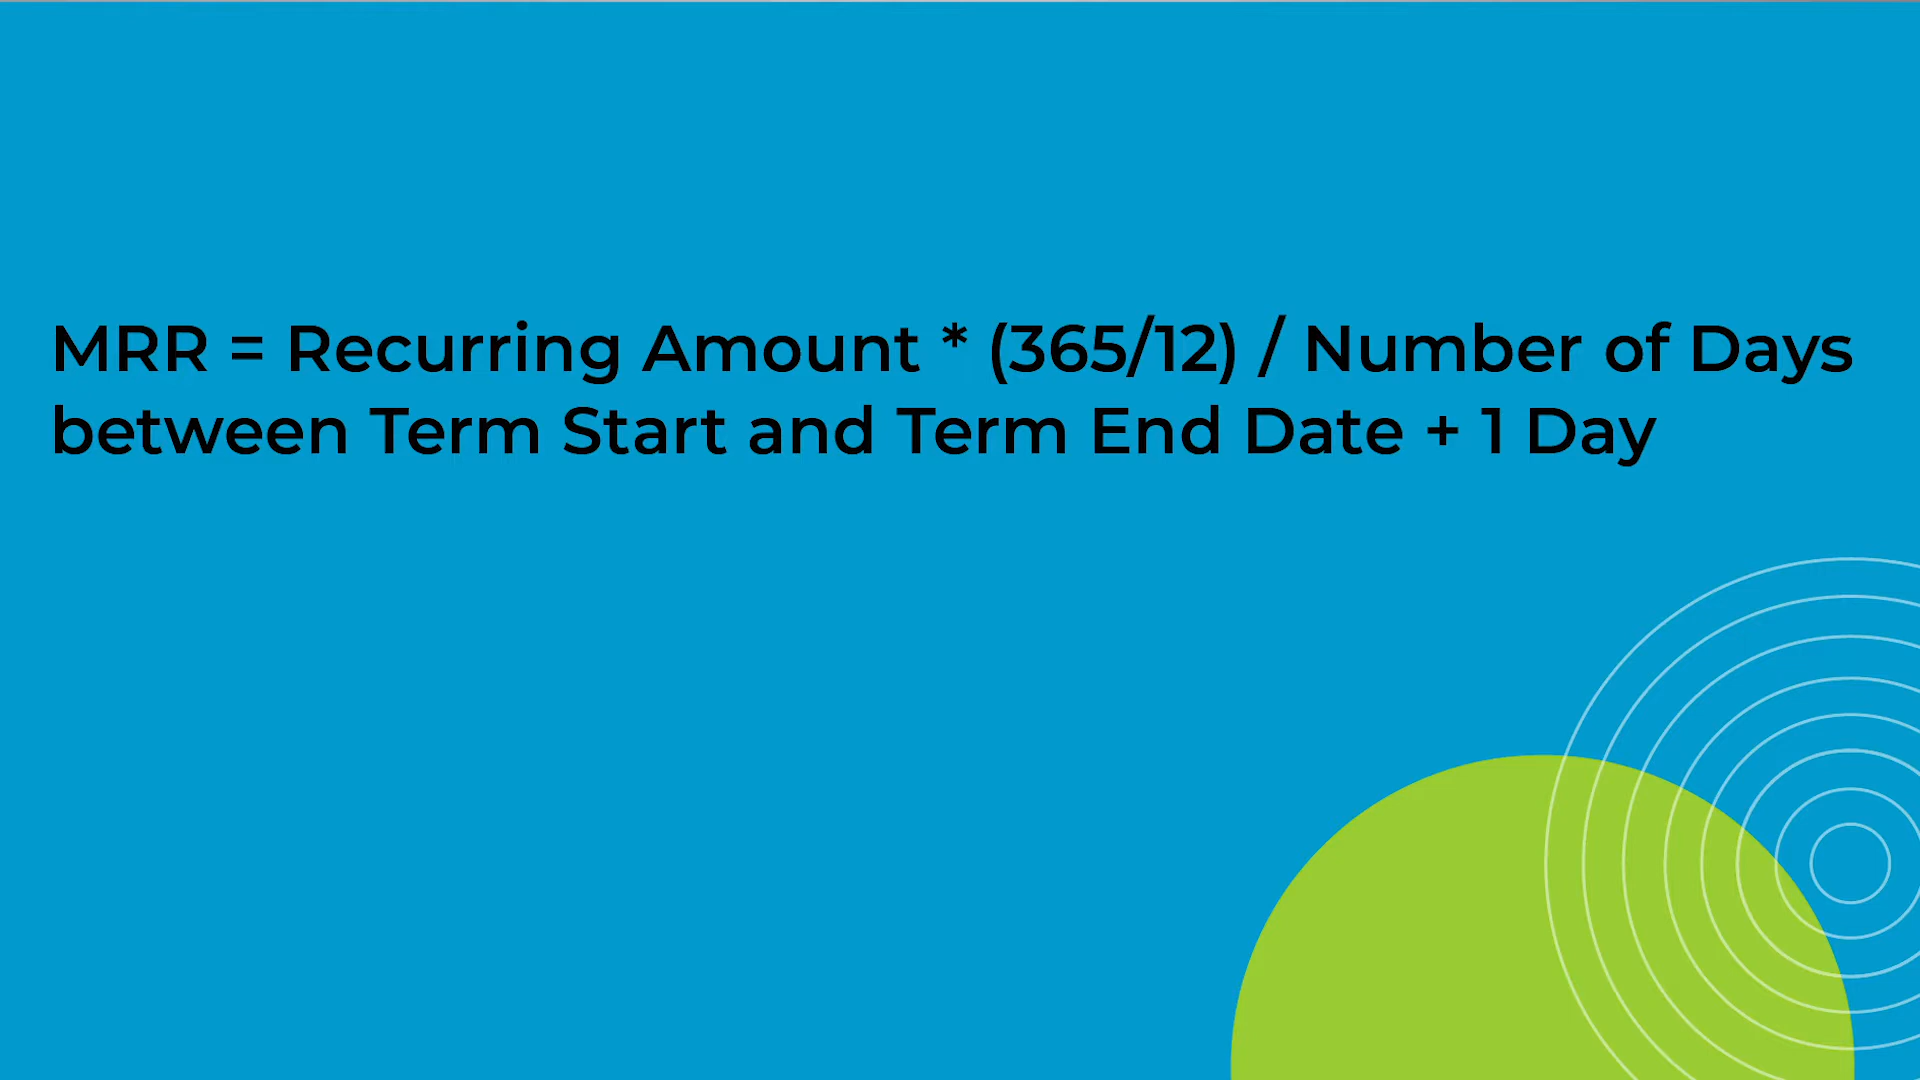 MRR = Recurring Amount * (365/12) / Number of Days
between Term Start and Term End Date + 1 Day